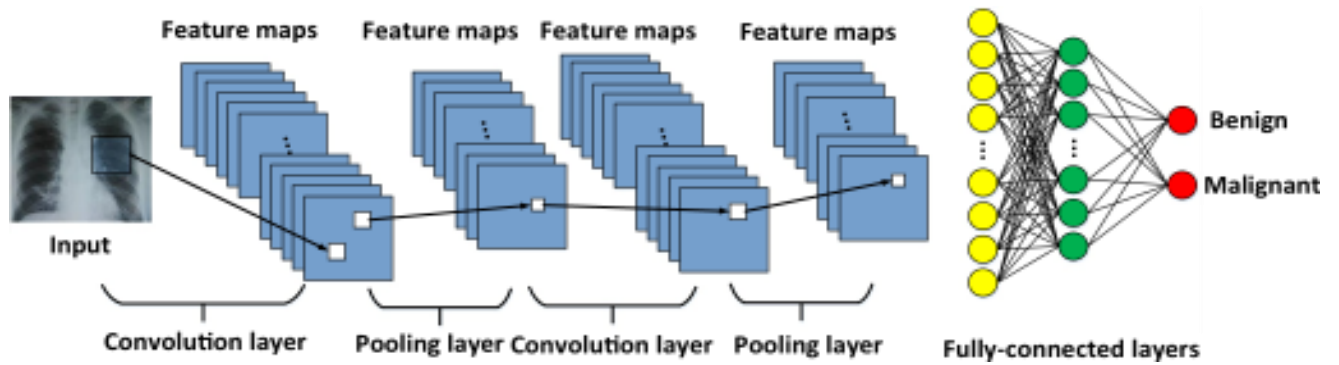 Feature maps
Feature maps
Feature maps
Feature maps
Input
Benign
Malignant
Convolution layer
Pooling layer
Convolution layer
Pooling layer
Fully-connected layers